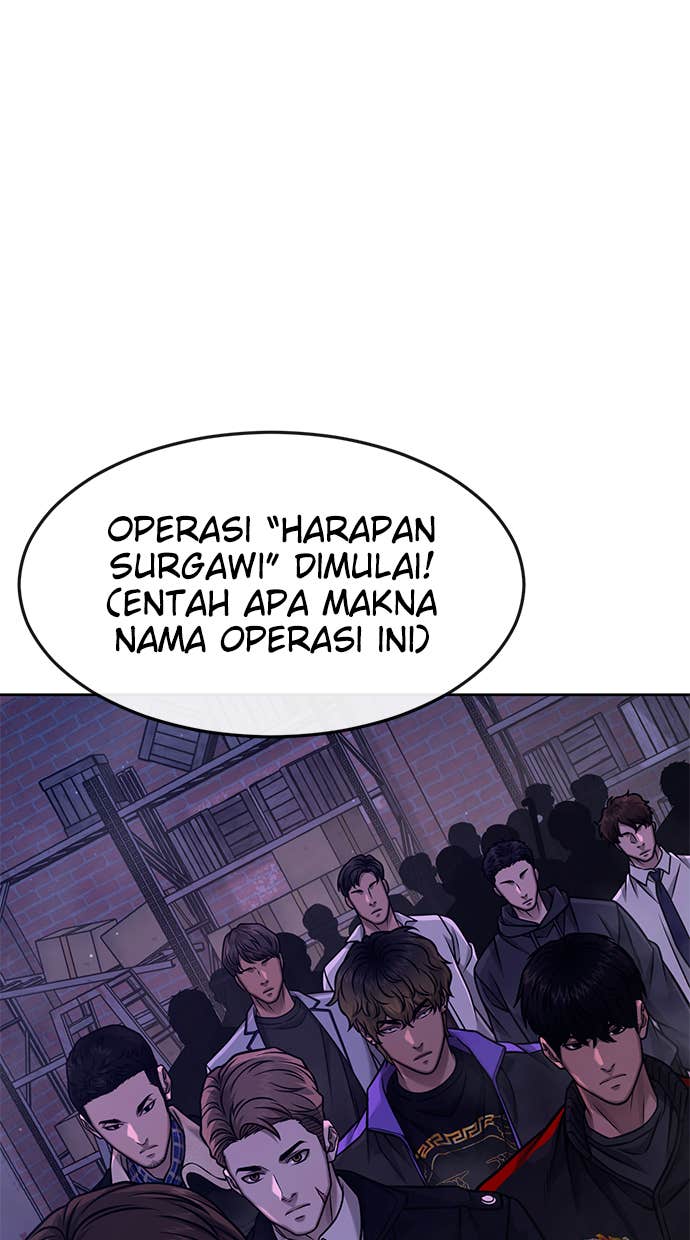 OPERASI "HARAPAN
SURGAWI" DIMULAI!
(ENTAH APA MAKNA
NAMA OPERASI INI)